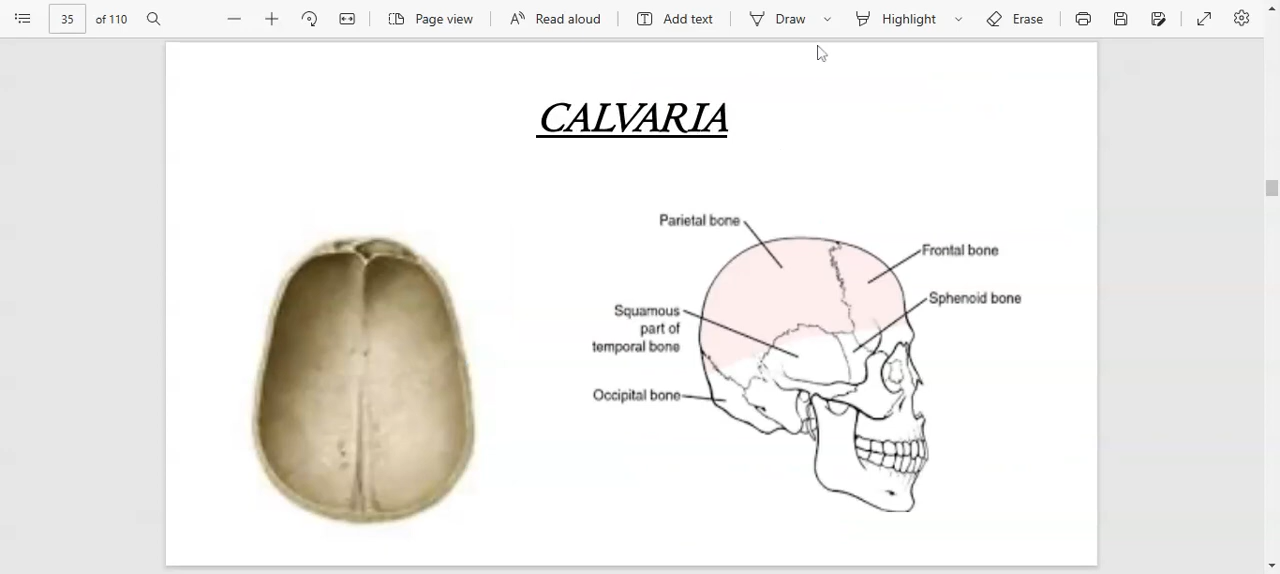 35 of 110 Page view Read aloud Add text Draw Highlight Erase
CALVARIA
Parietal bone
Frontal bone
Sphenoid bone
Squamous
part of
temporal bone
Occipital bone